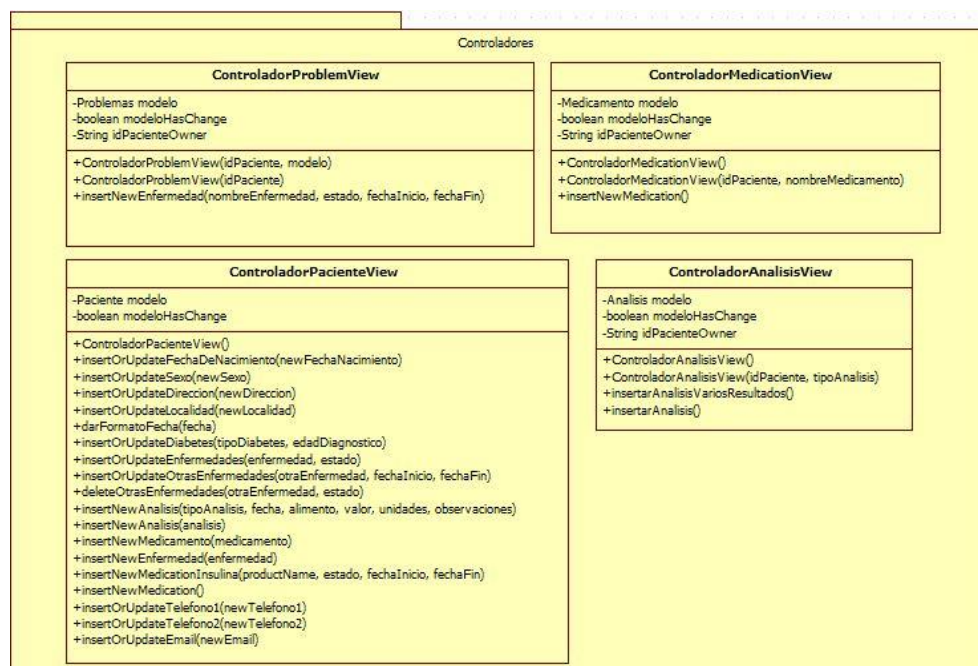 Controladores
ControladorProblemView
-Problemas modelo
-boolean modeloHasChange
-String idPacienteOwner
+ControladorProblemView(idPaciente, modelo)
+ControladorProblemView(idPaciente)
+insertNewEnfermedad(nombreEnfermedad, estado, fechaInicio, fechaFin)
ControladorMedicationView
-Medicamento modelo
-boolean modeloHasChange
-String idPacienteOwner
+ControladorMedicationView()
+ControladorMedicationView(idPaciente, nombreMedicamento)
+insertNewMedication()
ControladorPacienteView
-Paciente modelo
-boolean modeloHasChange
+ControladorPacienteView()
+insertOrUpdateFechaDeNacimiento(newFechaNacimiento)
+insertOrUpdateSexo(newSexo)
+insertOrUpdateDireccion(newDireccion)
+insertOrUpdateLocalidad(newLocalidad)
+darFormatoFecha(fecha)
+insertOrUpdateDiabetes(tipoDiabetes, edadDiagnostico)
+insertOrUpdateEnfermedades(enfermedad, estado)
+insertOrUpdateOtrasEnfermedades(otraEnfermedad, fechaInicio, fechaFin)
+deleteOtrasEnfermedades(otraEnfermedad, estado)
+insertNewAnalisis(tipoAnalisis, fecha, alimento, valor, unidades, observaciones)
+insertNewAnalisis(analisis)
+insertNewMedicamento(medicamento)
+insertNewEnfermedad(enfermedad)
+insertNewMedicationInsulina(productName, estado, fechaInicio, fechaFin)
+insertNewMedication()
+insertOrUpdateTelefono1(newTelefono1)
+insertOrUpdateTelefono2(newTelefono2)
+insertOrUpdateEmail(newEmail)
ControladorAnalisisView
-Analisis modelo
-boolean modeloHasChange
-String idPacienteOwner
+ControladorAnalisisView()
+ControladorAnalisisView(idPaciente, tipoAnalisis)
+insertarAnalisisVariosResultados()
+insertarAnalisis()